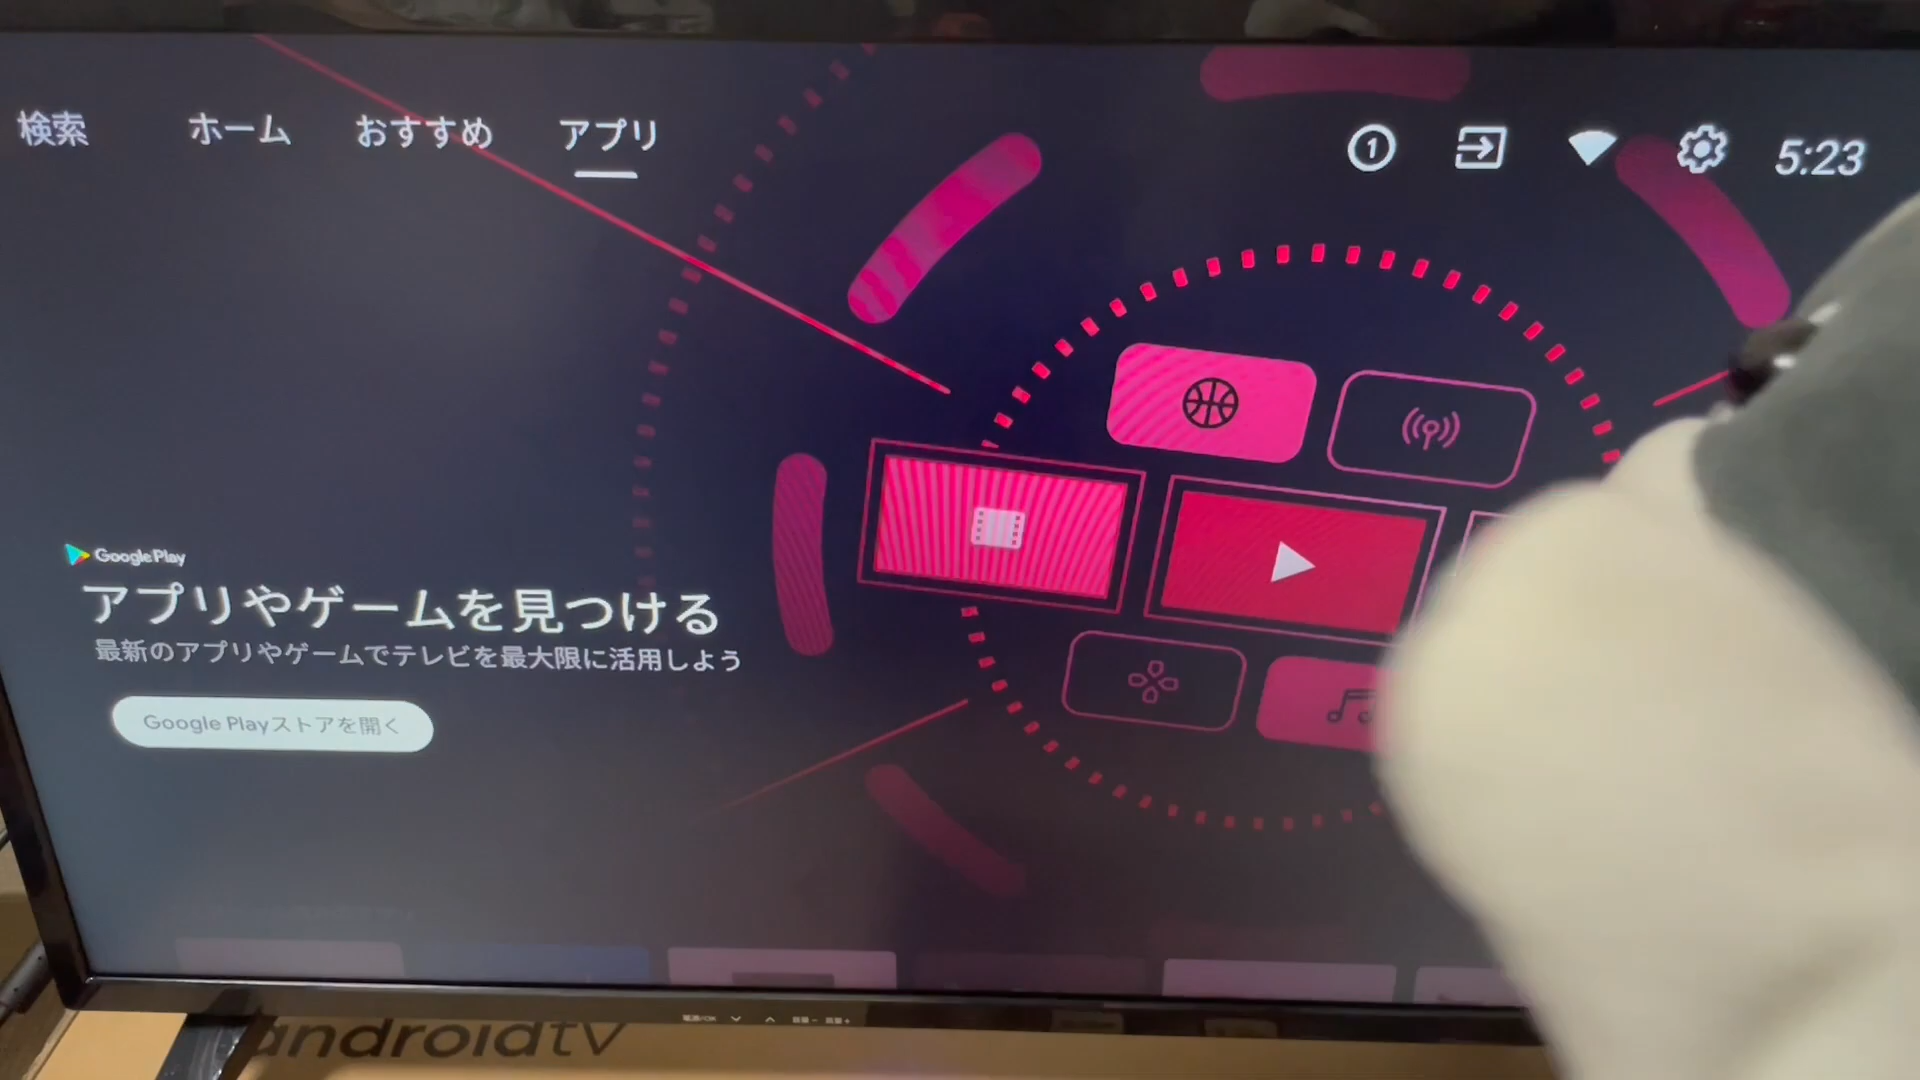 検索 ホーム おすすめ アプリ 1 5:23
Google Play
アプリやゲームを見つける
最新のアプリやゲームでテレビを最大限に活用しよう
Google Playストアを開く
androidtv